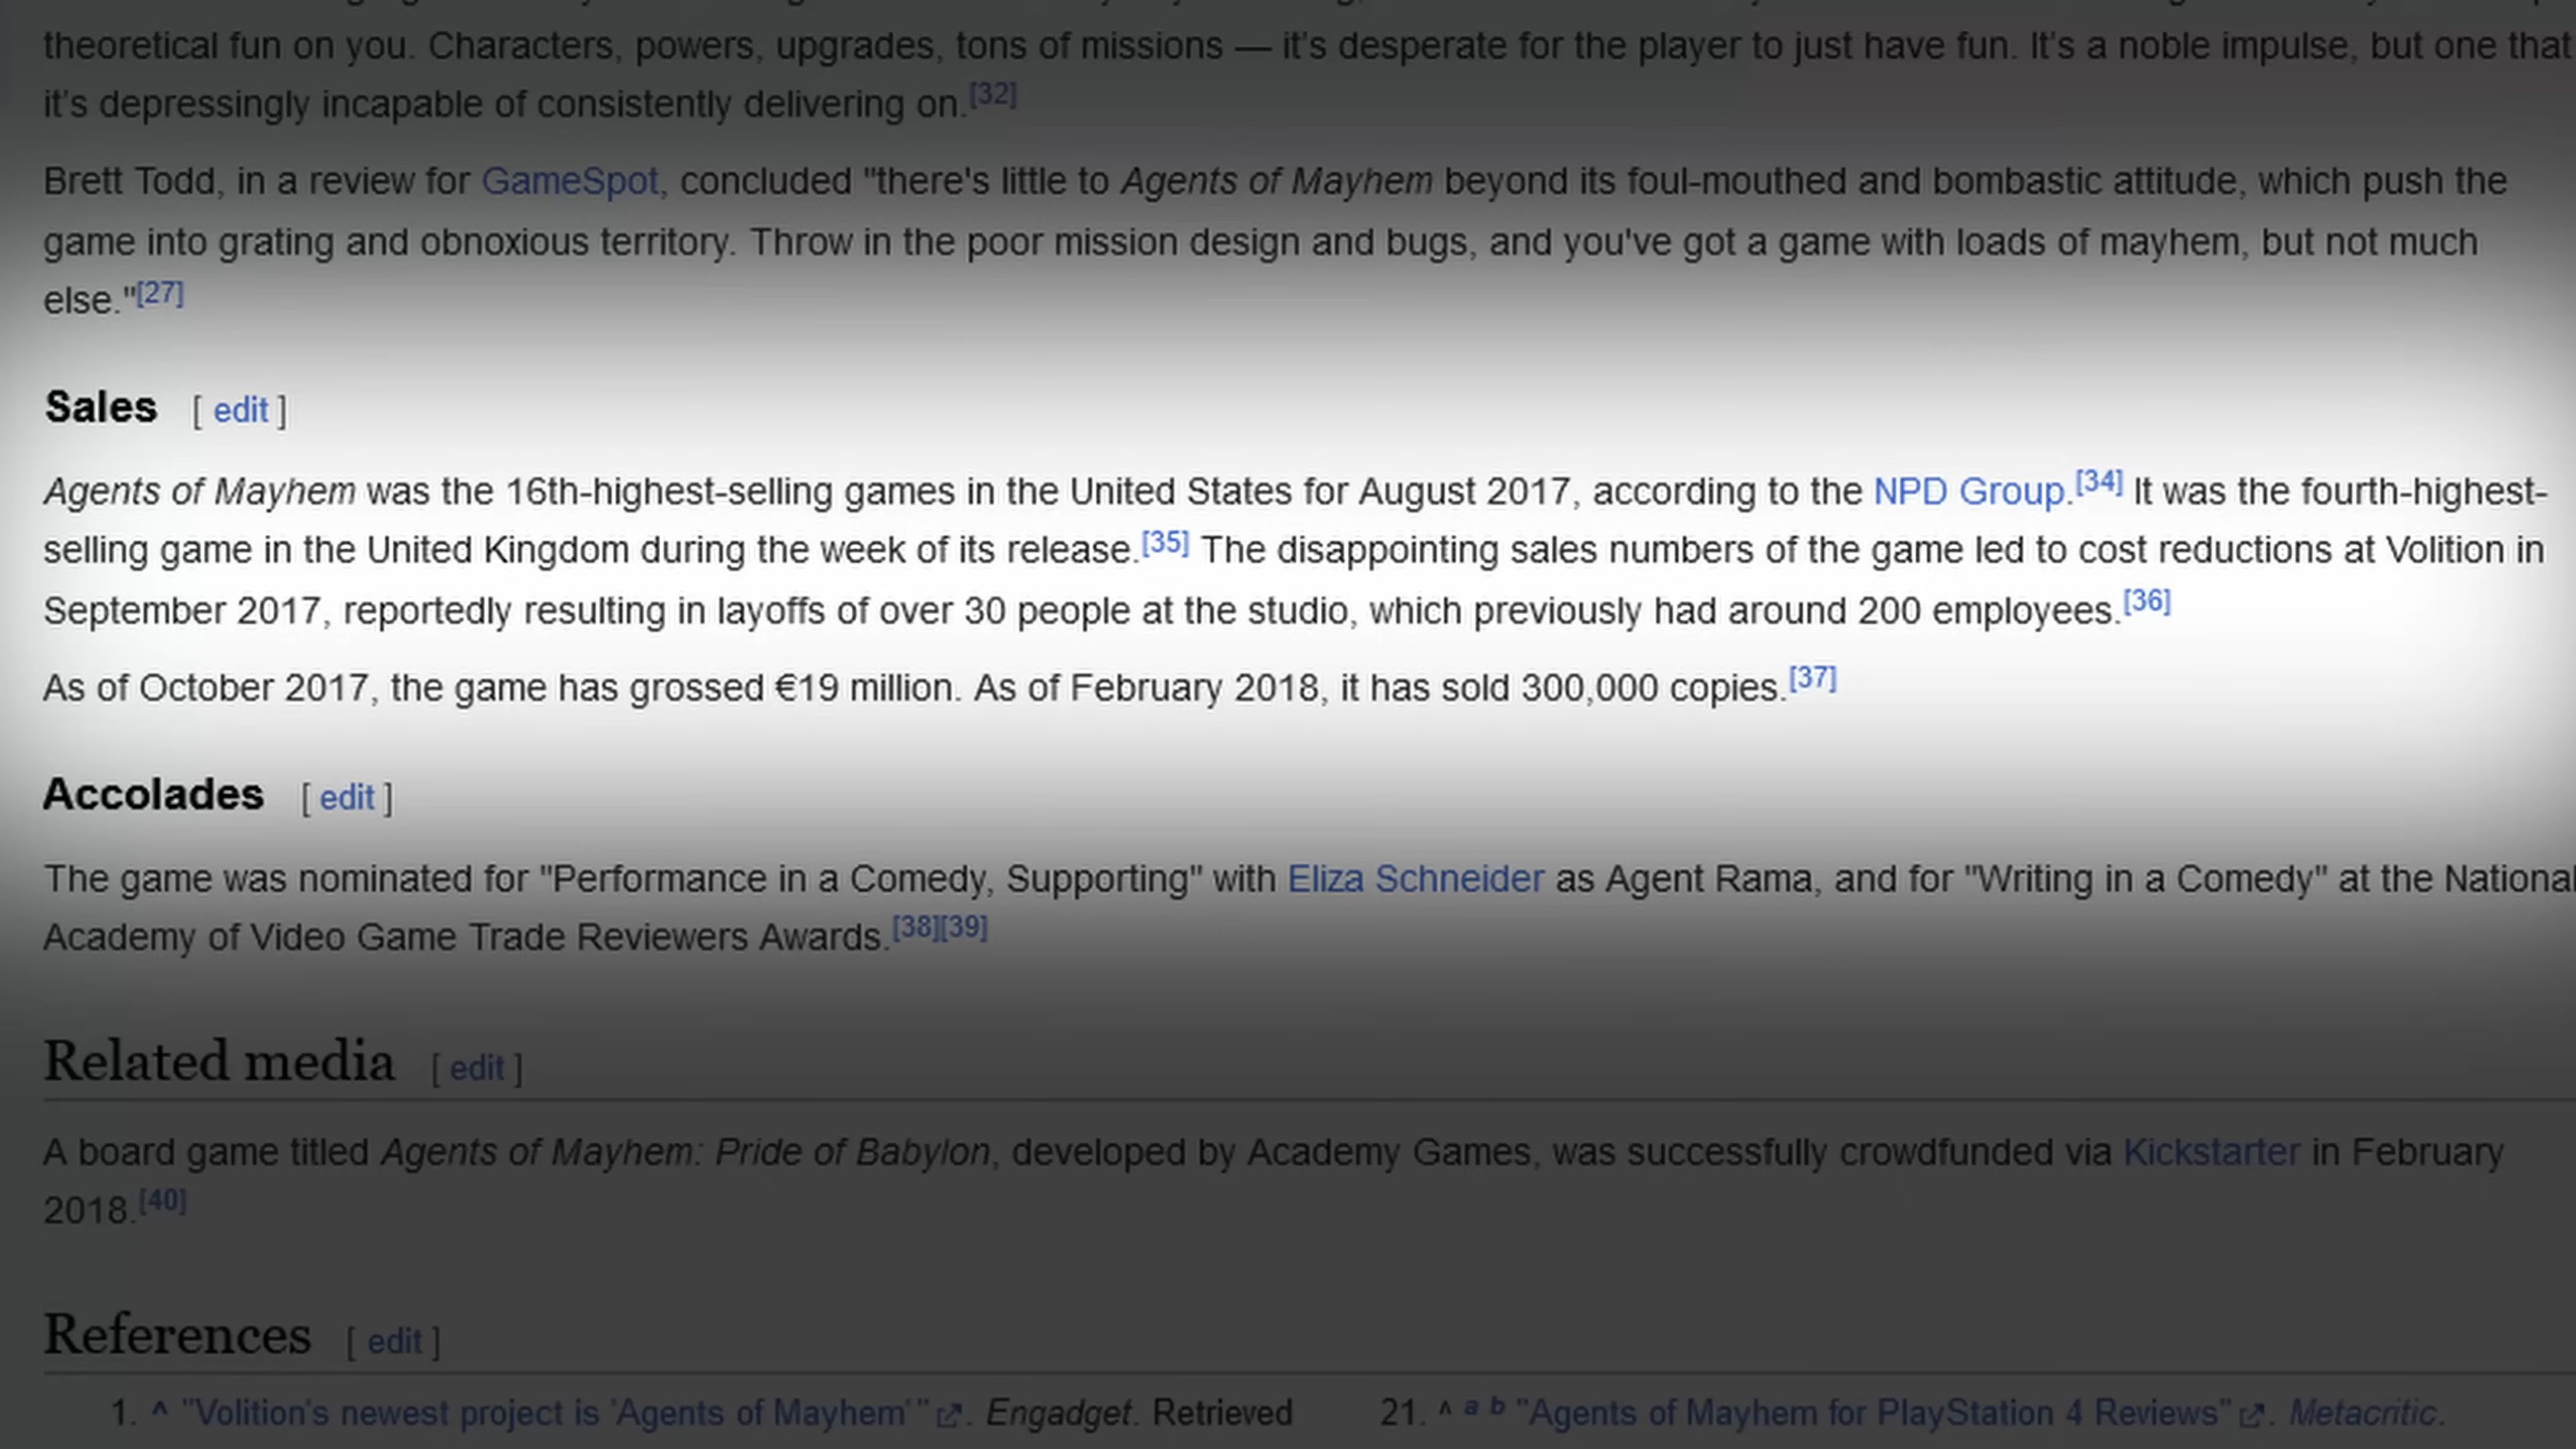 theoretical fun on you. Characters, powers, upgrades, tons of missions — it's desperate for the player to just have fun. It's a noble impulse, but one that
it's depressingly incapable of consistently delivering on.[32]
Brett Todd, in a review for GameSpot, concluded "there's little to Agents of Mayhem beyond its foul-mouthed and bombastic attitude, which push the
game into grating and obnoxious territory. Throw in the poor mission design and bugs, and you've got a game with loads of mayhem, but not much
else."[27]
Sales [ edit ]
Agents of Mayhem was the 16th-highest-selling games in the United States for August 2017, according to the NPD Group.[34] It was the fourth-highest-
selling game in the United Kingdom during the week of its release.[35] The disappointing sales numbers of the game led to cost reductions at Volition in
September 2017, reportedly resulting in layoffs of over 30 people at the studio, which previously had around 200 employees.[36]
As of October 2017, the game has grossed €19 million. As of February 2018, it has sold 300,000 copies.[37]
Accolades [ edit ]
The game was nominated for "Performance in a Comedy, Supporting" with Eliza Schneider as Agent Rama, and for "Writing in a Comedy" at the National
Academy of Video Game Trade Reviewers Awards.[38][39]
Related media [ edit ]
A board game titled Agents of Mayhem: Pride of Babylon, developed by Academy Games, was successfully crowdfunded via Kickstarter in February
2018.[40]
References [ edit ]
1. ^ "Volition's newest project is 'Agents of Mayhem'". Engadget. Retrieved
21. ^ a b "Agents of Mayhem for PlayStation 4 Reviews". Metacritic.